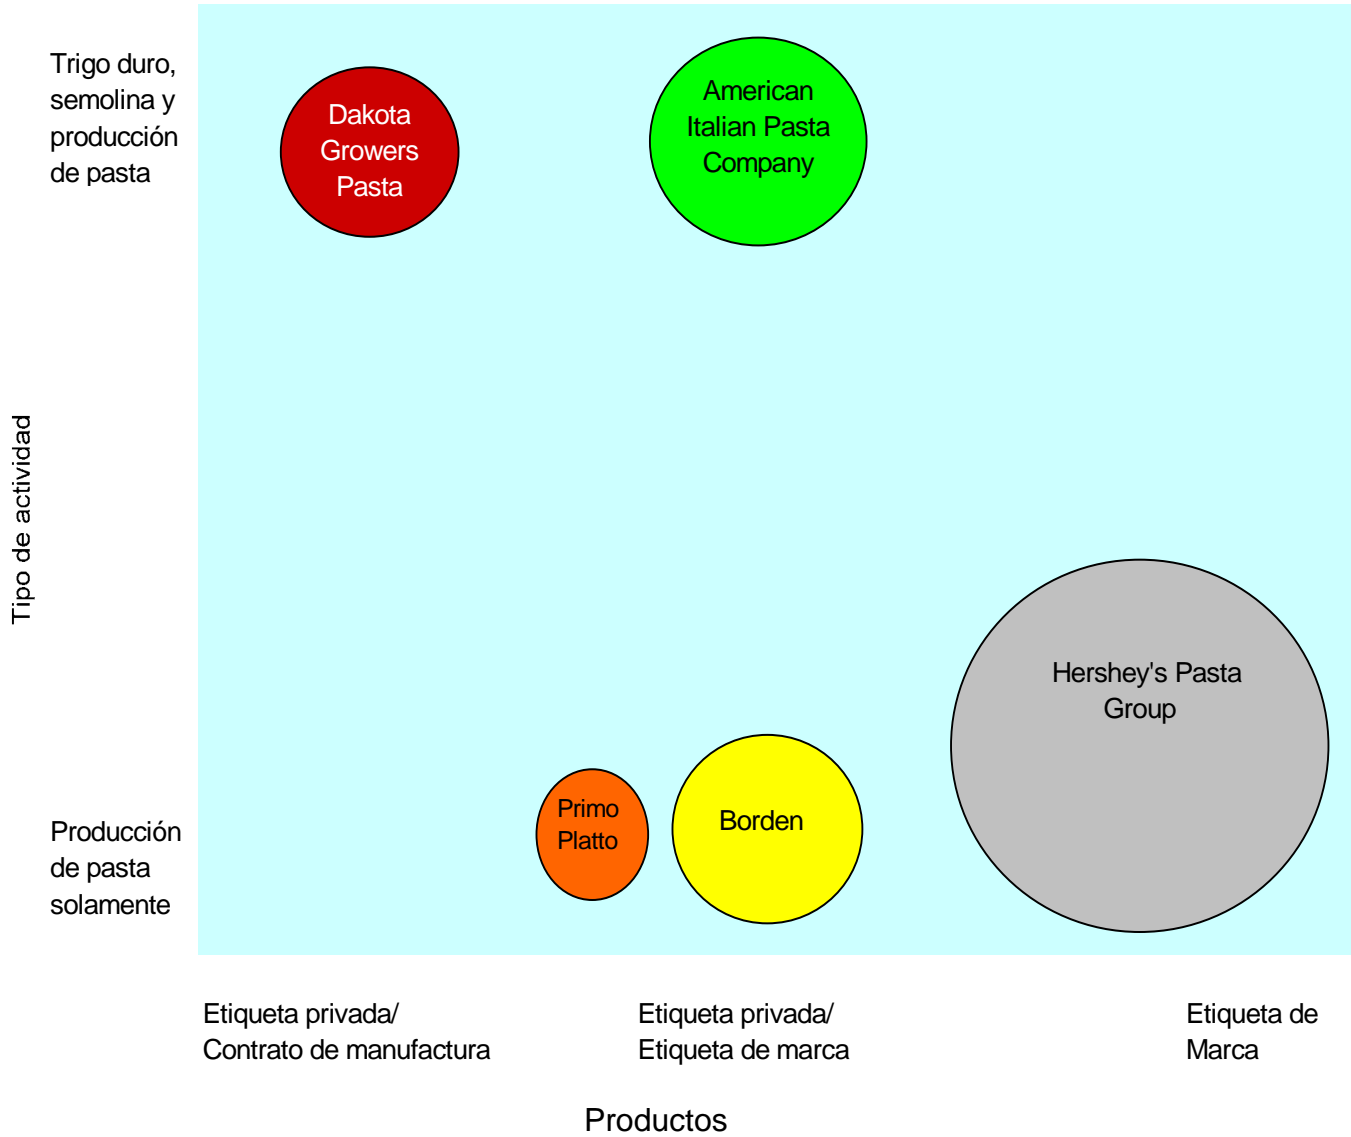 Trigo duro,
semolina y
producción
de pasta
Dakota
Growers
Pasta
American
Italian Pasta
Company
Tipo de actividad
Hershey's Pasta
Group
Primo
Platto
Borden
Producción
de pasta
solamente
Etiqueta privada/
Contrato de manufactura
Etiqueta privada/
Etiqueta de marca
Etiqueta de
Marca
Productos